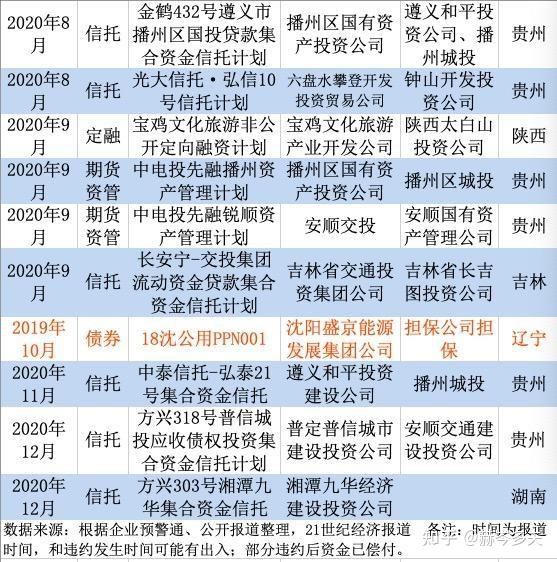 2020年8月 信托 金鹤432号遵义市播州区国投贷款集合资金信托计划 播州区国有资产投资公司 遵义和平投资公司、播州城投 贵州
2020年8月 信托 光大信托·弘信10号信托计划 六盘水攀登开发投资贸易公司 钟山开发投资公司 贵州
2020年9月 定融 宝鸡文化旅游非公开定向融资计划 宝鸡文化旅游产业开发公司 陕西太白山投资公司 陕西
2020年9月 期货资管 中电投先融播州资产管理计划 播州区国有资产投资公司 播州区城投 贵州
2020年9月 期货资管 中电投先融锐顺资产管理计划 安顺交投 安顺国有资产管理公司 贵州
2020年9月 信托 长安宁-交投集团流动资金贷款集合资金信托计划 吉林省交通投资集团公司 吉林省长吉图投资公司 吉林
2019年10月 债券 18沈公用PPN001 沈阳盛京能源发展集团公司 担保公司担保 辽宁
2020年11月 信托 中泰信托-弘泰21号集合资金信托 遵义和平投资建设公司 播州城投 贵州
2020年12月 信托 方兴318号普信城投应收债权投资集合资金信托计划 普定普信城市建设投资公司 安顺交通建设投资公司 贵州
2020年12月 信托 方兴303号湘潭九华集合资金信托 湘潭九华经济建设投资公司 湖南
数据来源：根据企业预警通、公开报道整理，21世纪经济报道 备注：时间为报道
时间，和违约发生时间可能有出入；部分违约后资金已偿付。